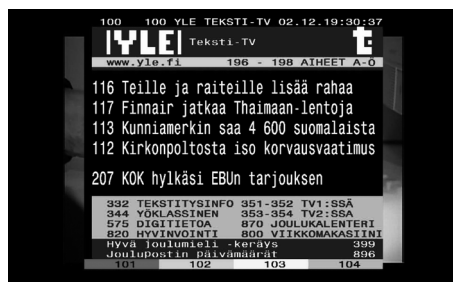 100 100 YLE TEKSTI-TV 02.12.19:30:37
YLE Teksti-TV
www.yle.fi 196 - 198 AIHEET A-Ö
116 Teille ja raiteille lisää rahaa
117 Finnair jatkaa Thaimaan-lentoja
113 Kunniamerkin saa 4 600 suomalaista
112 Kirkonpoltosta iso korvausvaatimus
207 KOK hylkäsi EBUn tarjouksen
332 TEKSTITYSINFO 351-352 TV1:SSÄ
344 YÖKLASSINEN 353-354 TV2:SSA
575 DIGITIETOA 870 JOULUKALENTERI
820 HYVINVOINTI 800 VIIKKOMAKASIINI
Hyvä joulumieli -keräys 399
Joulupostin päivämäärät 896
101 102 103 104